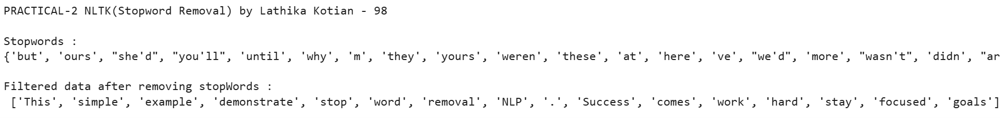 PRACTICAL-2 NLTK(Stopword Removal) by Lathika Kotian - 98
Stopwords :
{'but', 'ours', "she'd", "you'll", 'until', 'why', 'm', 'they', 'yours', 'weren', 'these', 'at', 'here', 've', "we'd", 'more', "wasn't", 'didn', "ar
Filtered data after removing stopWords :
['This', 'simple', 'example', 'demonstrate', 'stop', 'word', 'removal', 'NLP', '.', 'Success', 'comes', 'work', 'hard', 'stay', 'focused', 'goals']